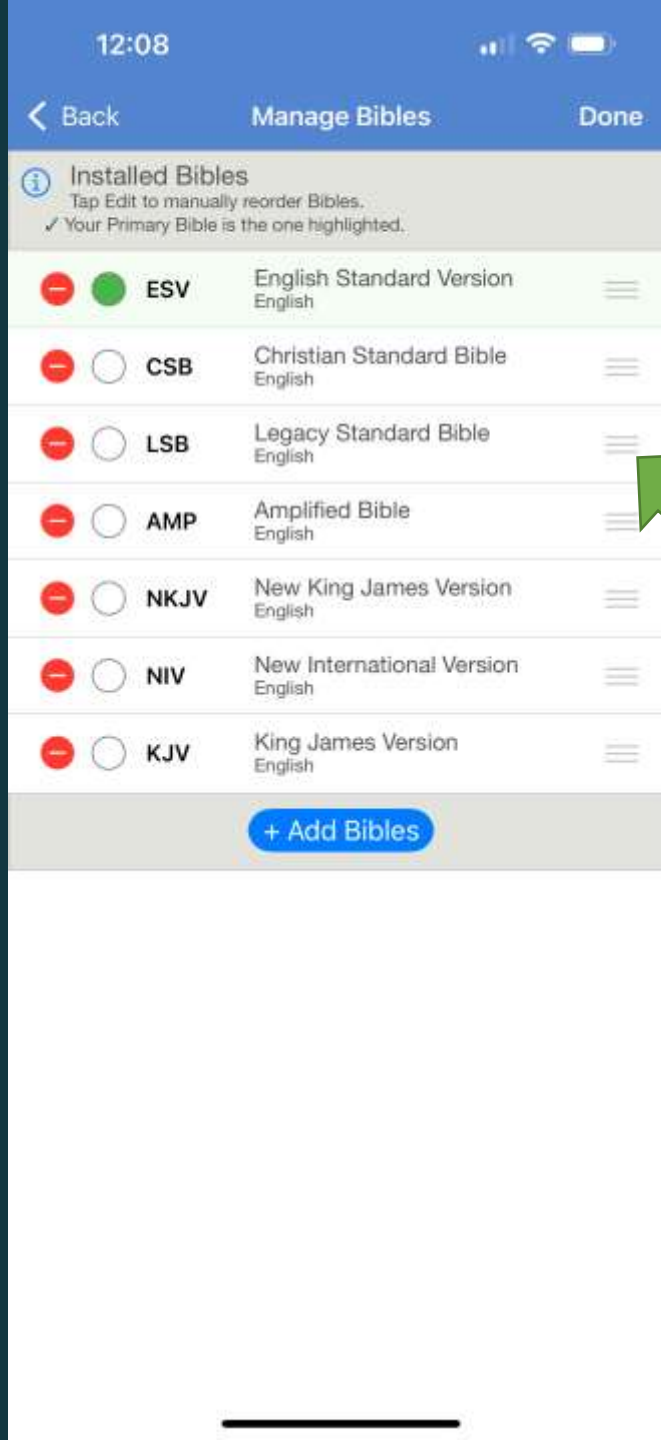 12:08
Back Manage Bibles Done
Installed Bibles
Tap Edit to manually reorder Bibles.
✓ Your Primary Bible is the one highlighted.
ESV English Standard Version
English
CSB Christian Standard Bible
English
LSB Legacy Standard Bible
English
AMP Amplified Bible
English
NKJV New King James Version
English
NIV New International Version
English
KJV King James Version
English
+ Add Bibles